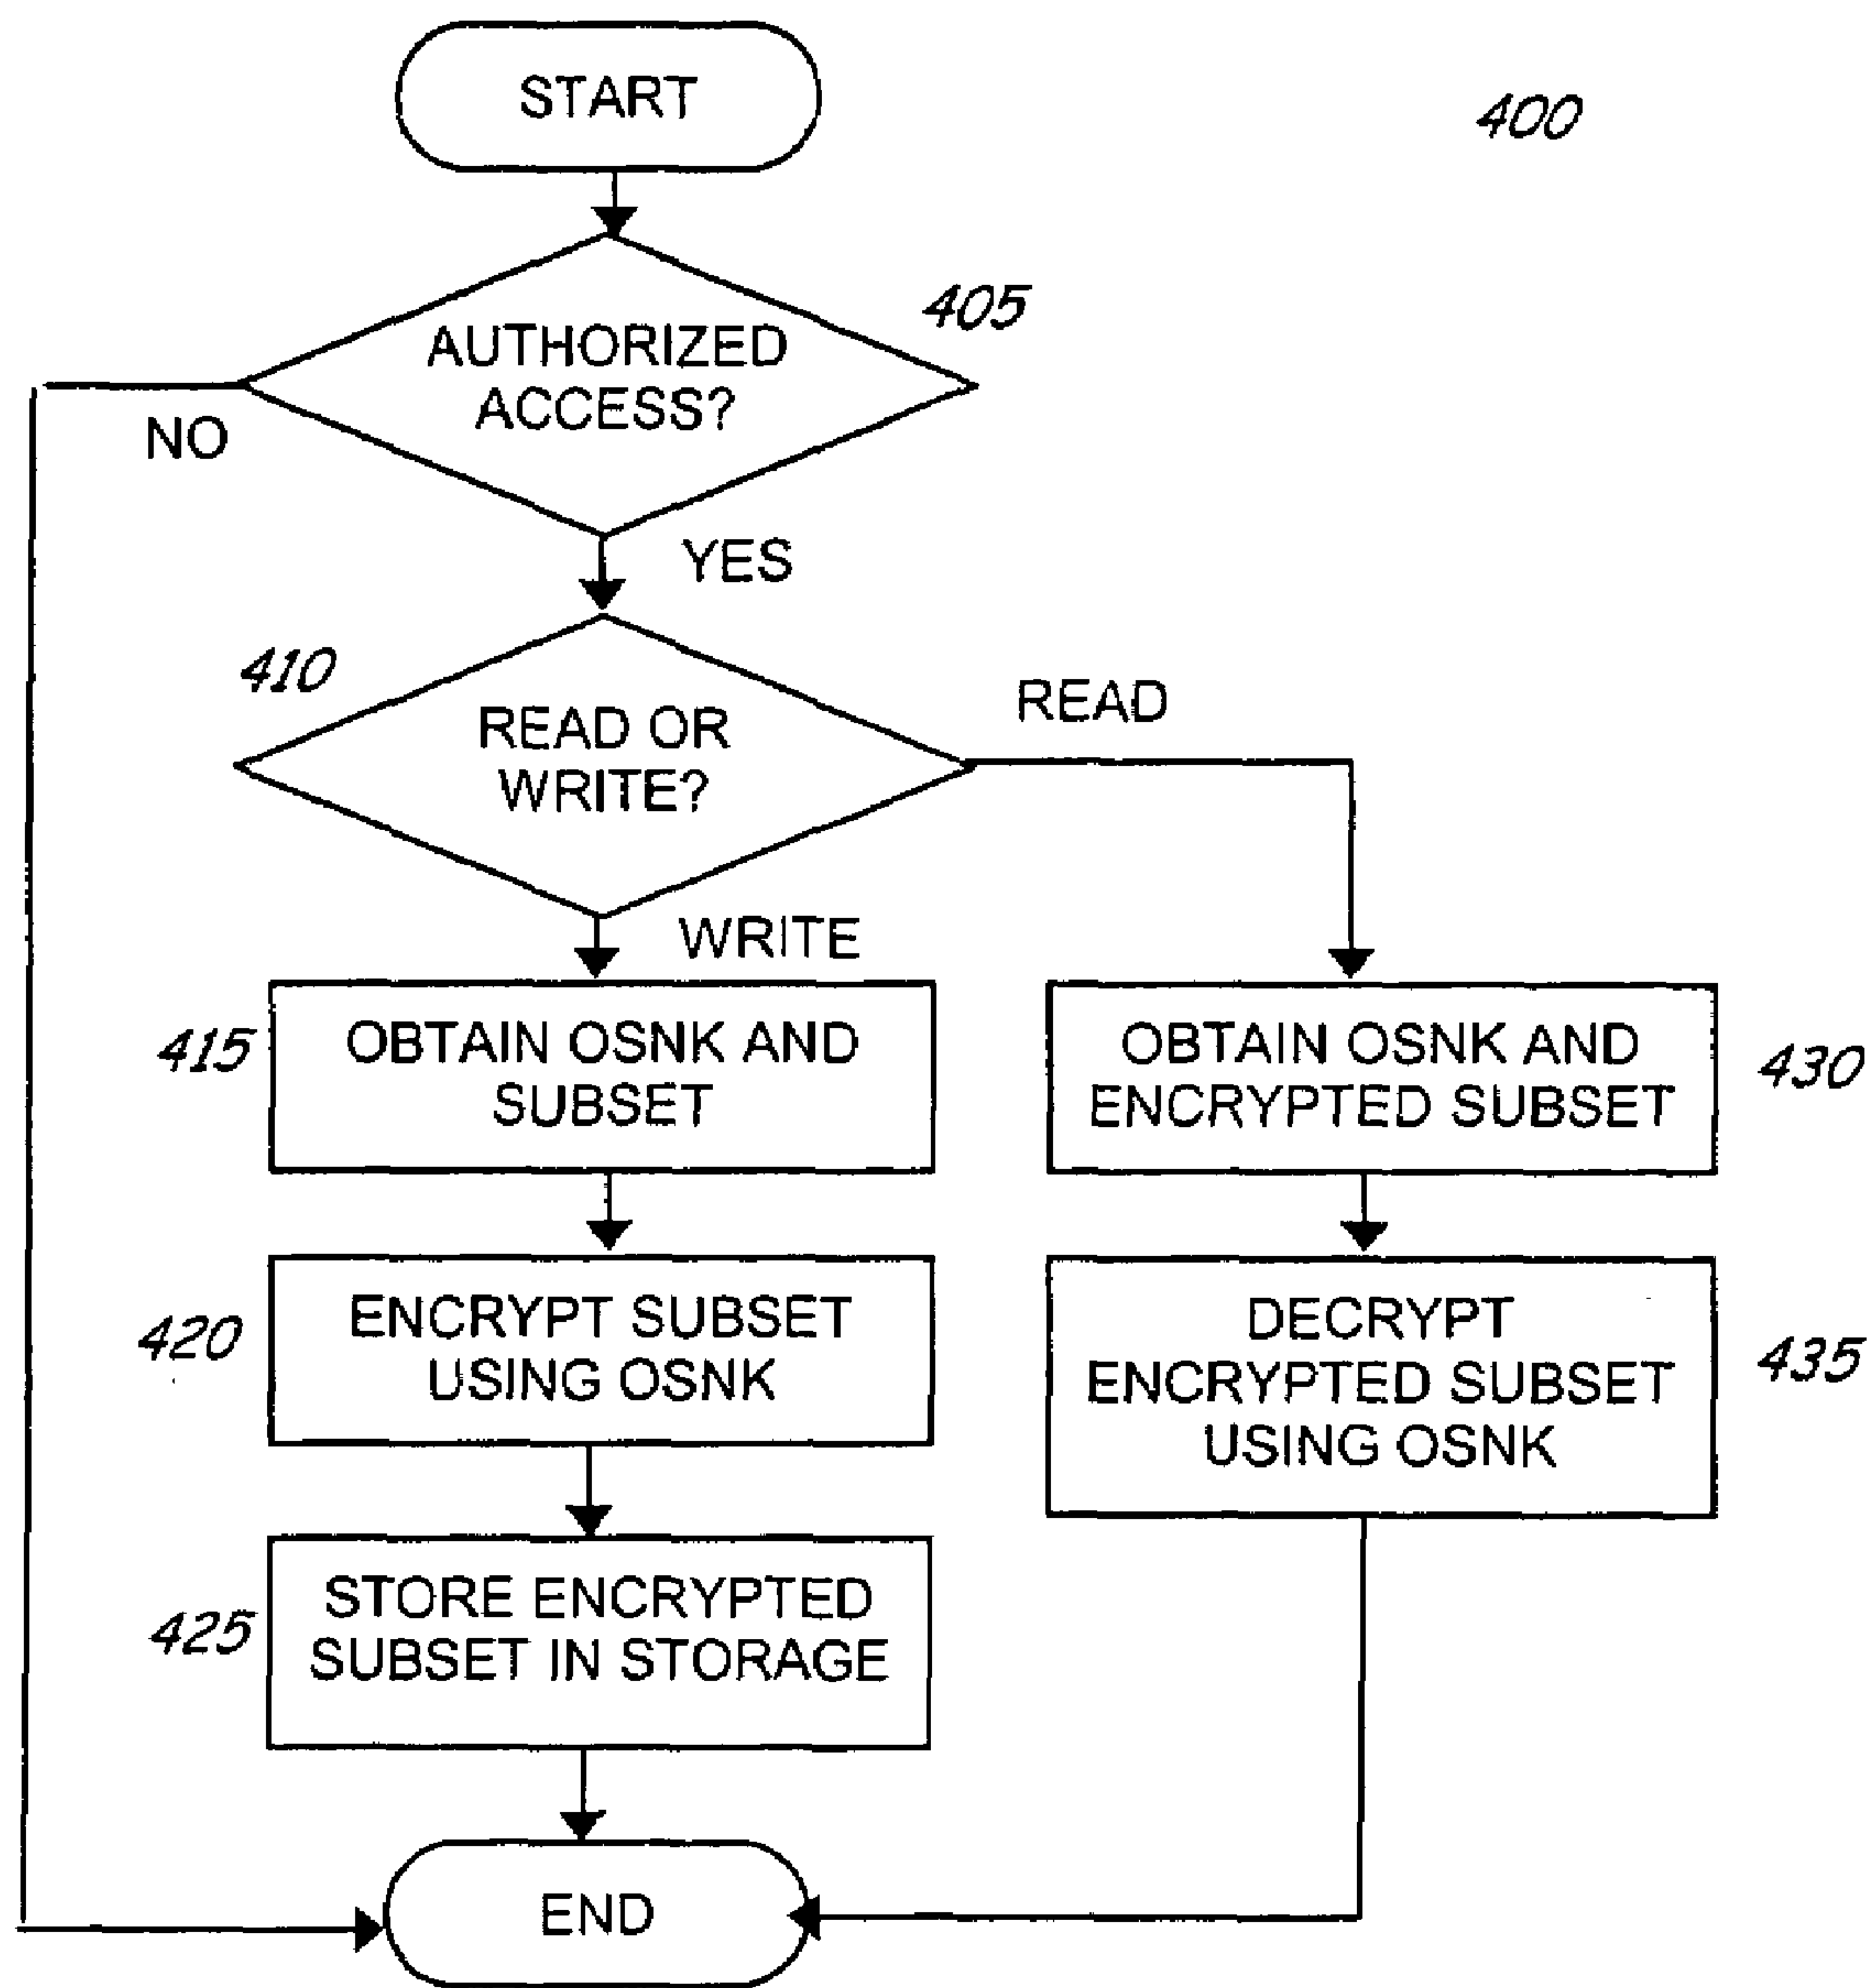 START
400
405
AUTHORIZED
ACCESS?
NO
YES
410
READ OR
WRITE?
READ
WRITE
415
OBTAIN OSNK AND
SUBSET
OBTAIN OSNK AND
ENCRYPTED SUBSET
430
420
ENCRYPT SUBSET
USING OSNK
DECRYPT
ENCRYPTED SUBSET
USING OSNK
435
425
STORE ENCRYPTED
SUBSET IN STORAGE
END